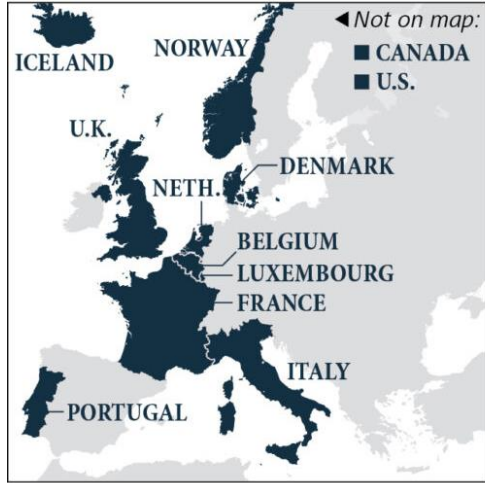 ◀ Not on map:
■ CANADA
■ U.S.
ICELAND
NORWAY
U.K.
DENMARK
NETH.
BELGIUM
LUXEMBOURG
FRANCE
ITALY
PORTUGAL